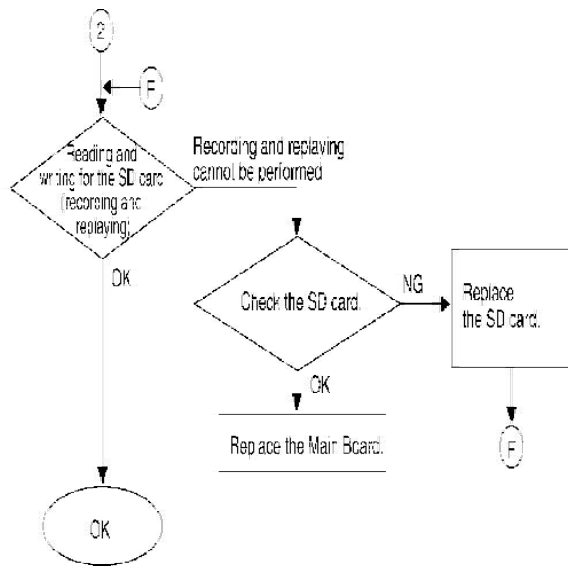 2
F
Reading and
writing for the SD card
(recording and
replaying)
Recording and replaying
cannot be performed
OK
Check the SD card.
NG
Replace
the SD card.
OK
Replace the Main Board.
F
OK